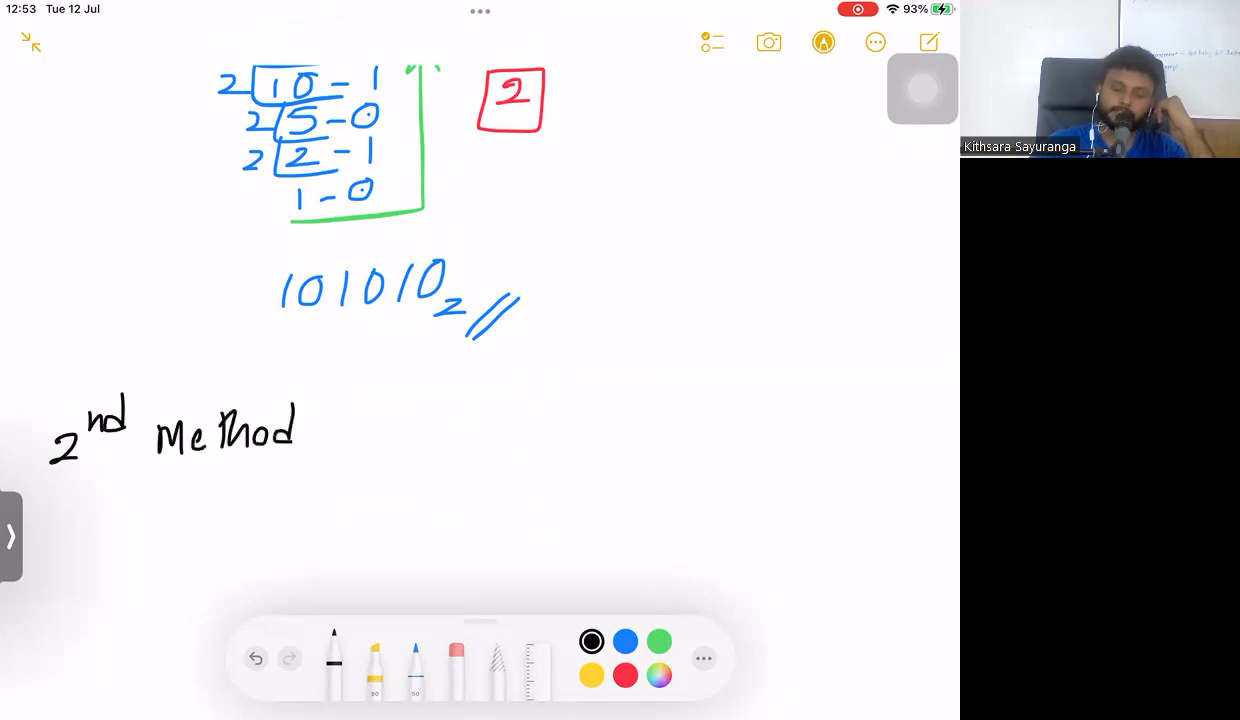 12:53 Tue 12 Jul
93%
2 10 - 1
2
2 5 - 0
2 2 - 1
1 - 0
Kithsara Sayuranga
101010₂
2nd Method